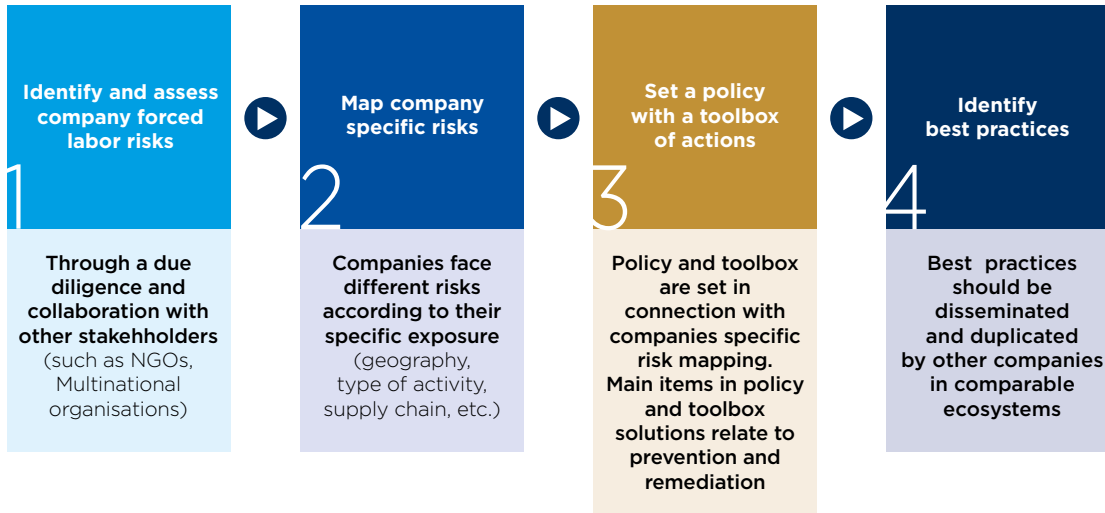 Identify and assess
company forced
labor risks
1
Through a due
diligence and
collaboration with
other stakehholders
(such as NGOs,
Multinational
organisations)
Map company
specific risks
2
Companies face
different risks
according to their
specific exposure
(geography,
type of activity,
supply chain, etc.)
Set a policy
with a toolbox
of actions
3
Policy and toolbox
are set in
connection with
companies specific
risk mapping.
Main items in policy
and toolbox
solutions relate to
prevention and
remediation
Identify
best practices
4
Best practices
should be
disseminated
and duplicated
by other companies
in comparable
ecosystems